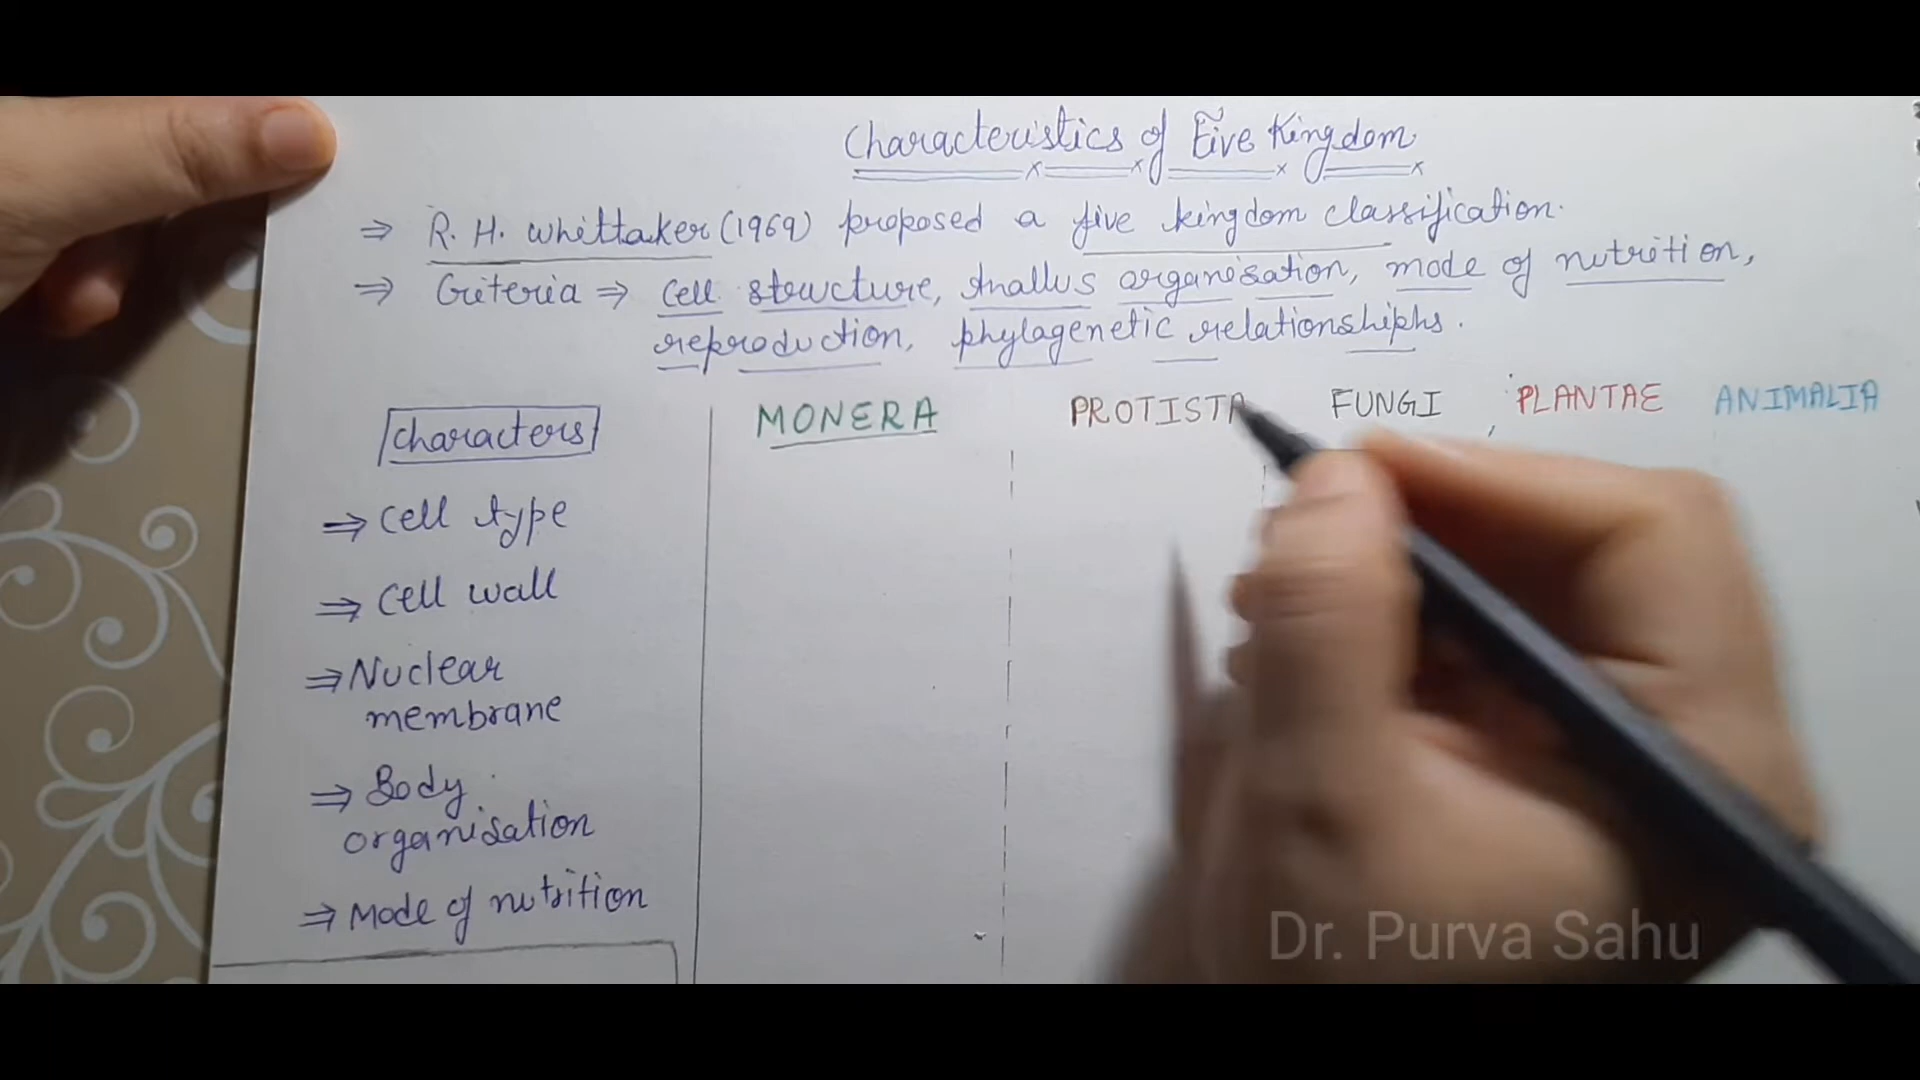 Characteristics of Five Kingdom
⇒ R. H. Whittaker (1969) proposed a five kingdom classification.
⇒ Criteria ⇒ cell structure, thallus organisation, mode of nutrition,
reproduction, phylagenetic relationships.
characters MONERA PROTISTA FUNGI , PLANTAE ANIMALIA
⇒ Cell type
⇒ Cell wall
⇒ Nuclear
membrane
⇒ Body
organisation
⇒ Mode of nutrition
Dr. Purva Sahu